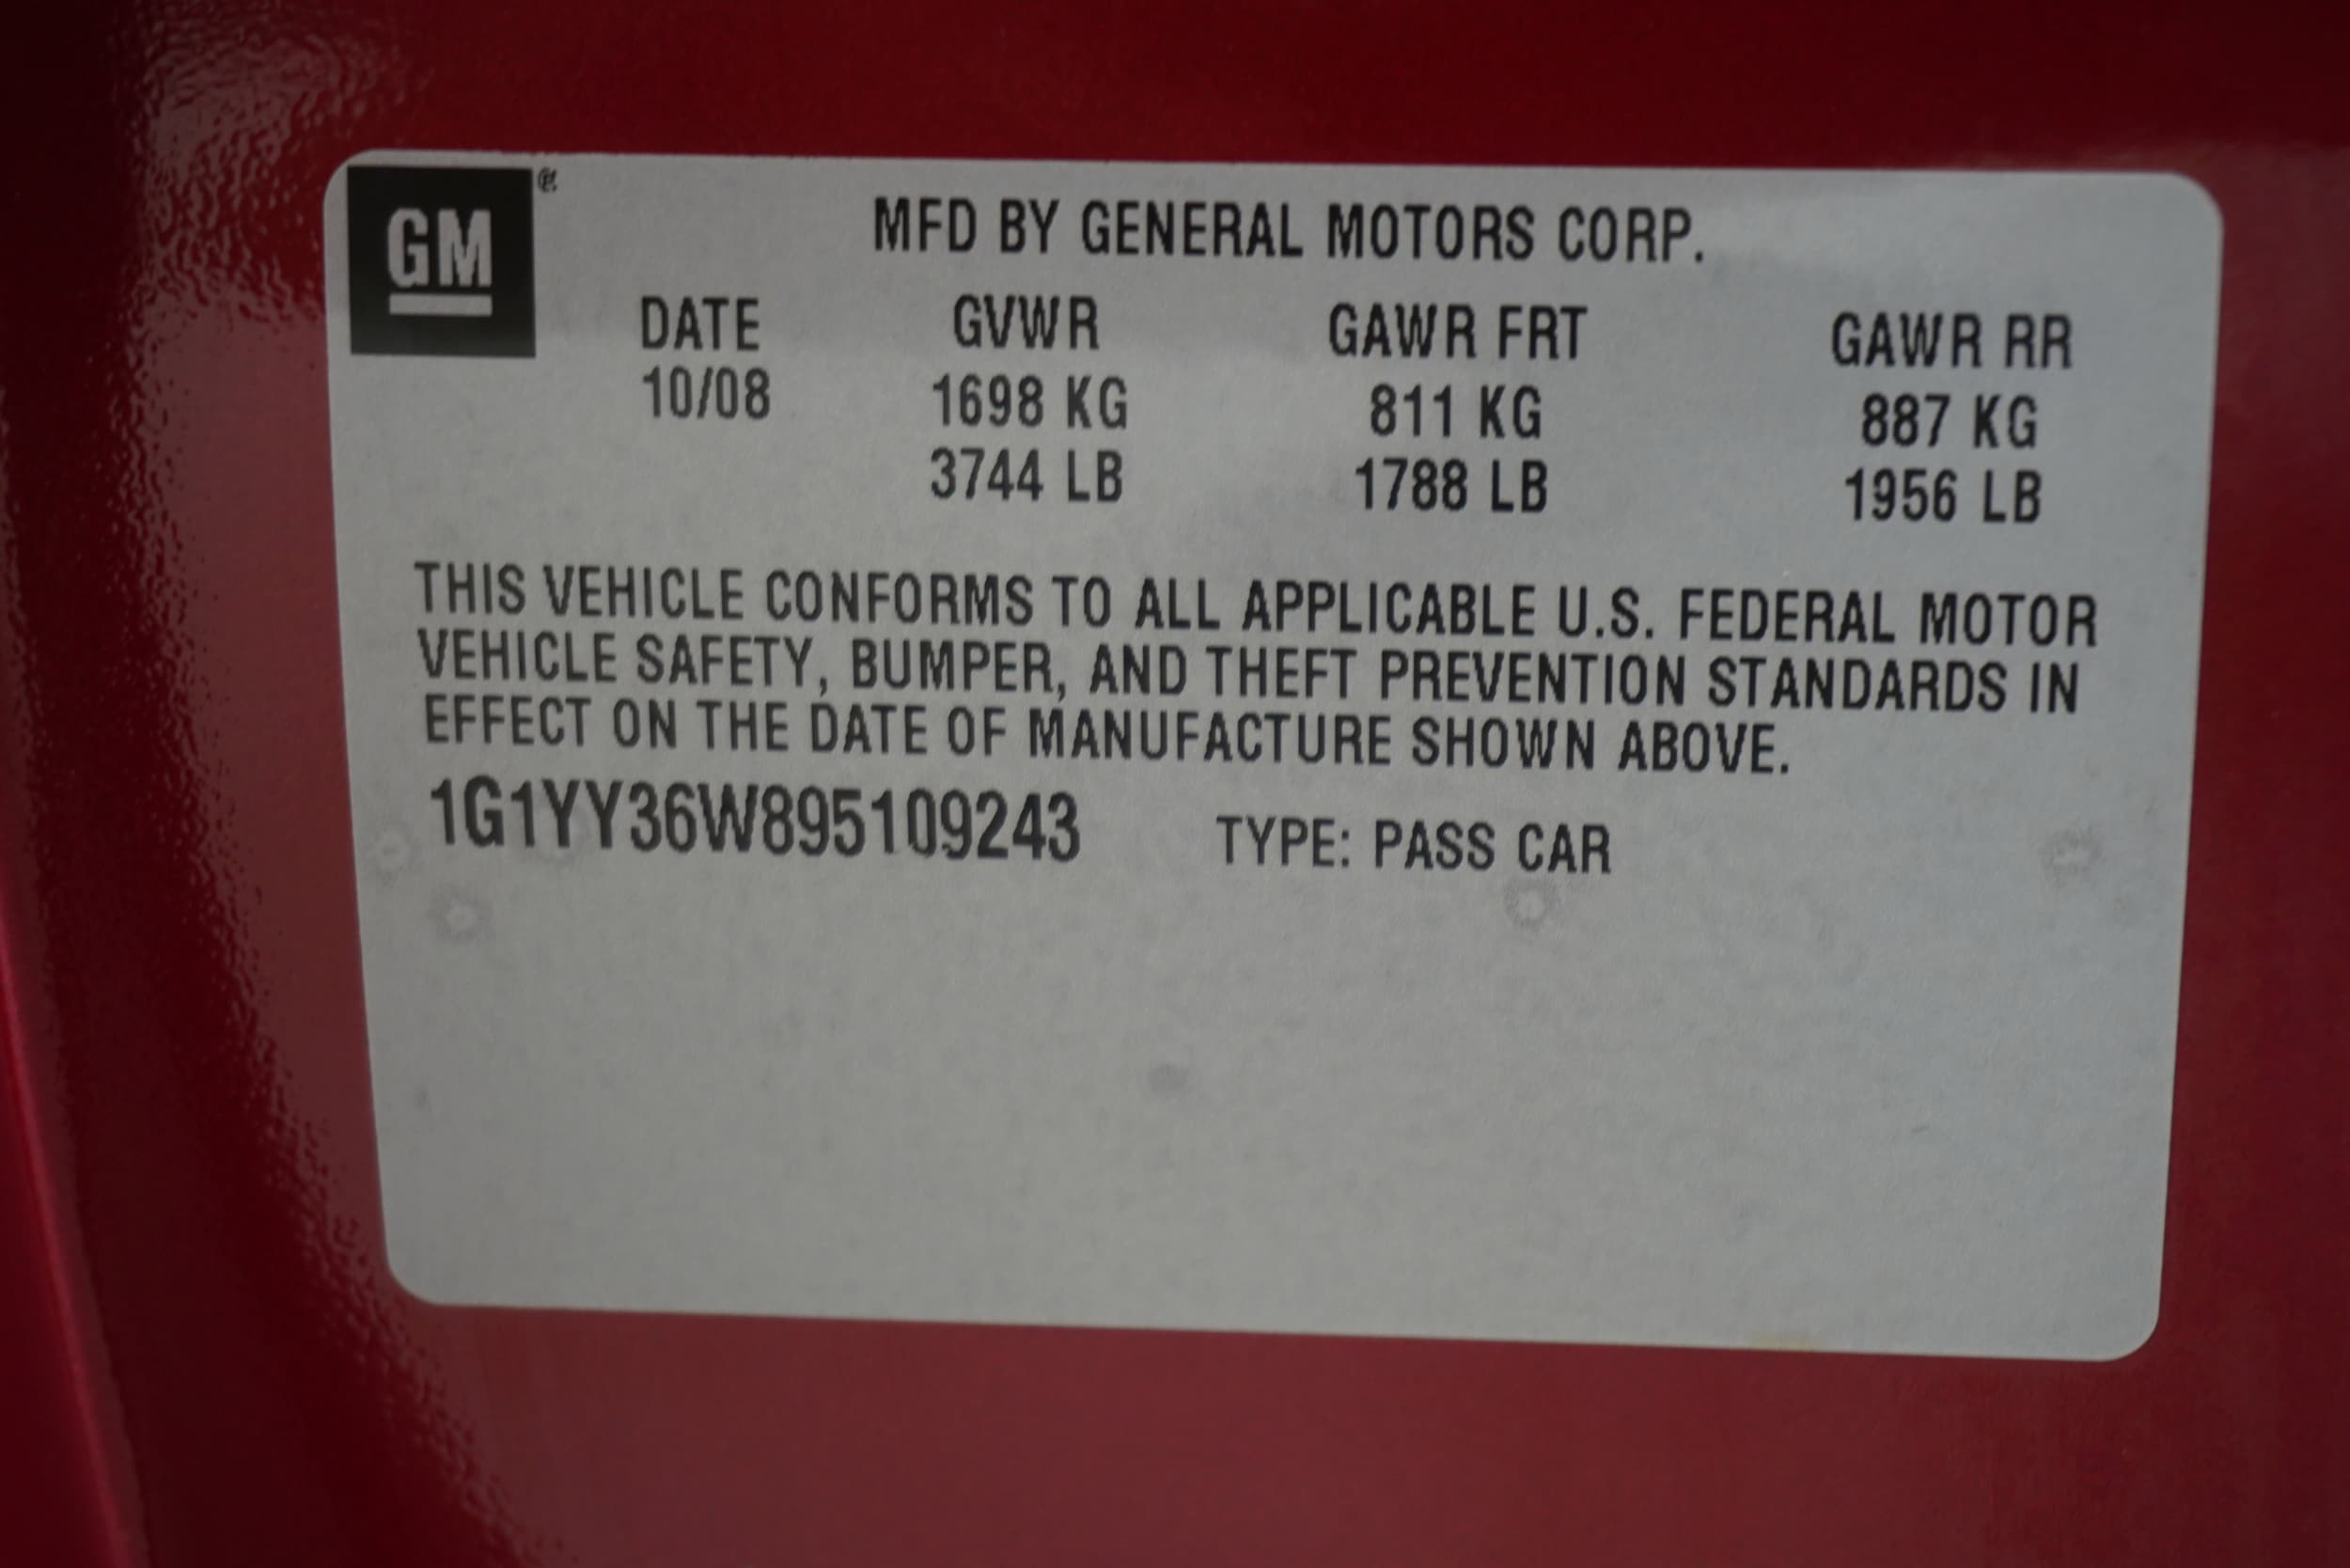 GM®
MFD BY GENERAL MOTORS CORP.
DATE GVWR GAWR FRT GAWR RR
10/08 1698 KG 811 KG 887 KG
3744 LB 1788 LB 1956 LB
THIS VEHICLE CONFORMS TO ALL APPLICABLE U.S. FEDERAL MOTOR
VEHICLE SAFETY, BUMPER, AND THEFT PREVENTION STANDARDS IN
EFFECT ON THE DATE OF MANUFACTURE SHOWN ABOVE.
1G1YY36W895109243 TYPE: PASS CAR